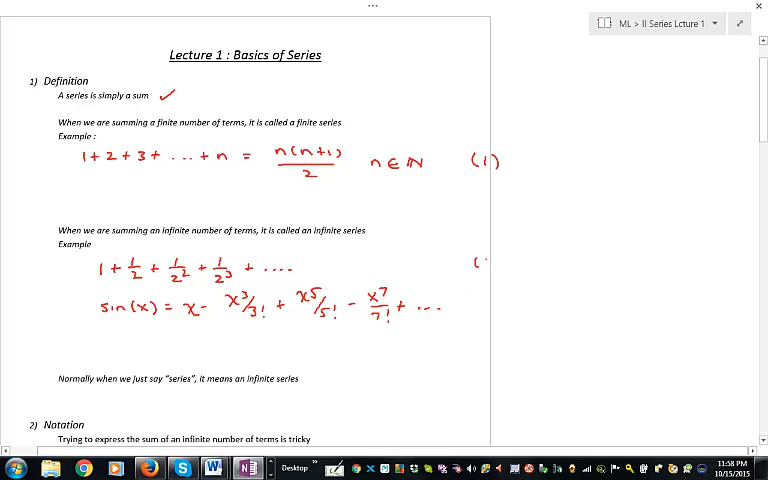 ML > II Series Lcture 1
Lecture 1 : Basics of Series
1) Definition
A series is simply a sum ✓
When we are summing a finite number of terms, it is called a finite series
Example :
1 + 2 + 3 + ... + n = n(n+1)/2 n ∈ ℕ (1)
When we are summing an infinite number of terms, it is called an infinite series
Example
1 + 1/2 + 1/2² + 1/2³ + .... (
sin(x) = x - x³/3! + x⁵/5! - x⁷/7! + ...
Normally when we just say "series", it means an infinite series
2) Notation
Trying to express the sum of an infinite number of terms is tricky
Desktop
11:58 PM
10/15/2015